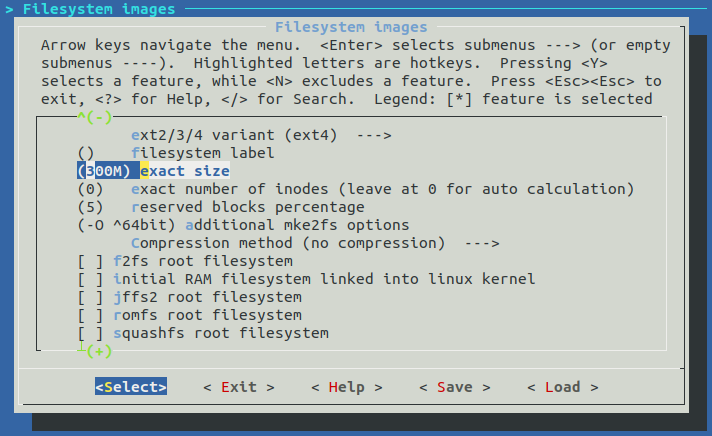 > Filesystem images
Filesystem images
Arrow keys navigate the menu.  <Enter> selects submenus ---> (or empty
submenus ----).  Highlighted letters are hotkeys.  Pressing <Y>
selects a feature, while <N> excludes a feature.  Press <Esc><Esc> to
exit, <?> for Help, </> for Search.  Legend: [*] feature is selected
^(-)
ext2/3/4 variant (ext4)  --->
()    filesystem label
(300M) exact size
(0)   exact number of inodes (leave at 0 for auto calculation)
(5)   reserved blocks percentage
(-O ^64bit) additional mke2fs options
Compression method (no compression)  --->
[ ] f2fs root filesystem
[ ] initial RAM filesystem linked into linux kernel
[ ] jffs2 root filesystem
[ ] romfs root filesystem
[ ] squashfs root filesystem
┴(+)
<Select>    < Exit >    < Help >    < Save >    < Load >